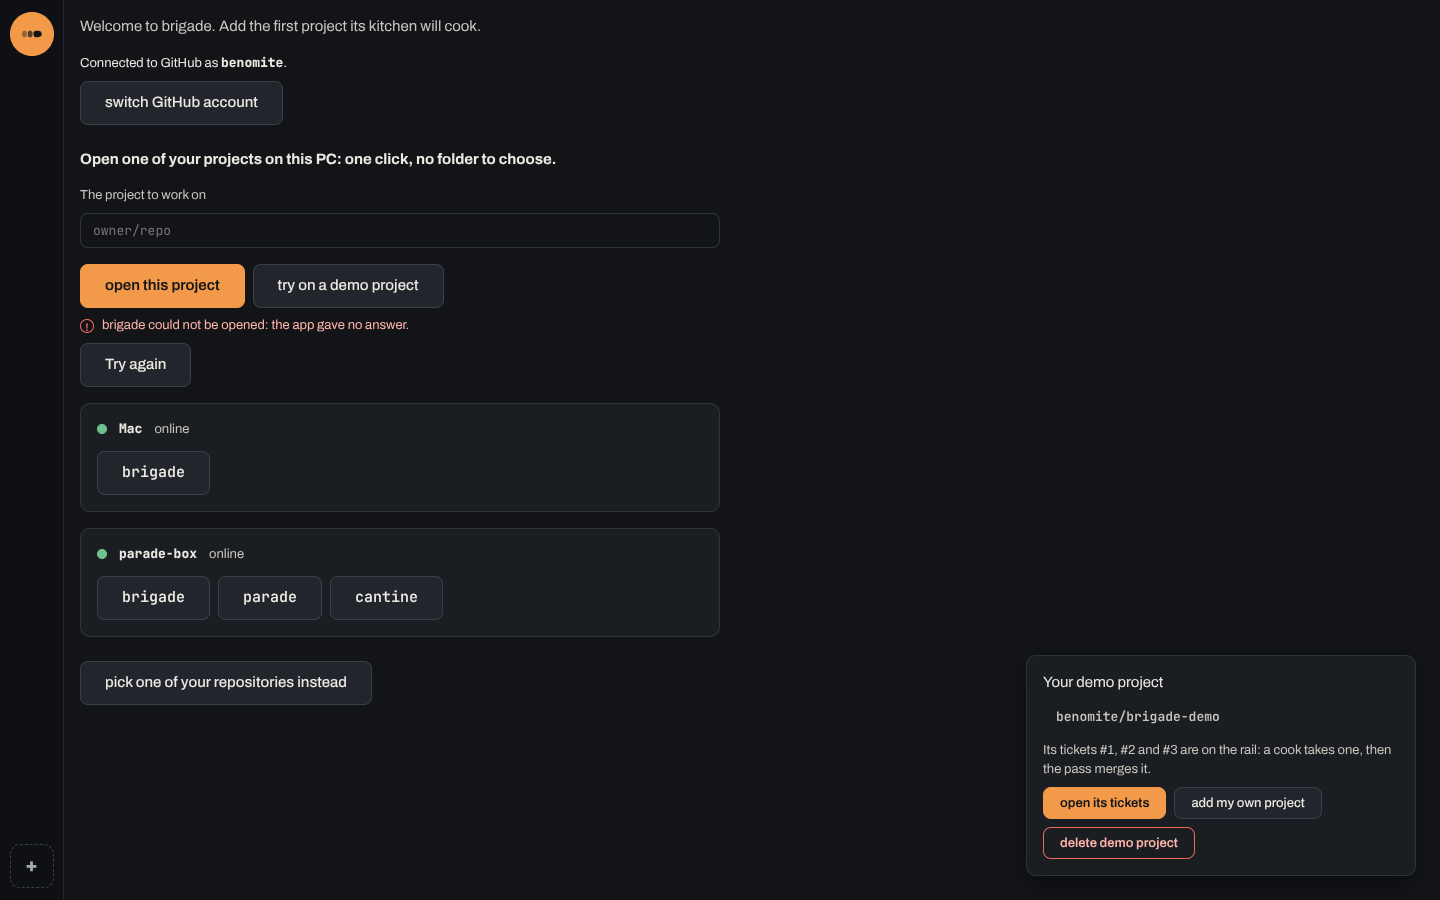 Welcome to brigade. Add the first project its kitchen will cook.
Connected to GitHub as benomite.
switch GitHub account
Open one of your projects on this PC: one click, no folder to choose.
The project to work on
owner/repo
open this project
try on a demo project
brigade could not be opened: the app gave no answer.
Try again
Mac online
brigade
parade-box online
brigade
parade
cantine
pick one of your repositories instead
Your demo project
benomite/brigade-demo
Its tickets #1, #2 and #3 are on the rail: a cook takes one, then
the pass merges it.
open its tickets
add my own project
delete demo project
+